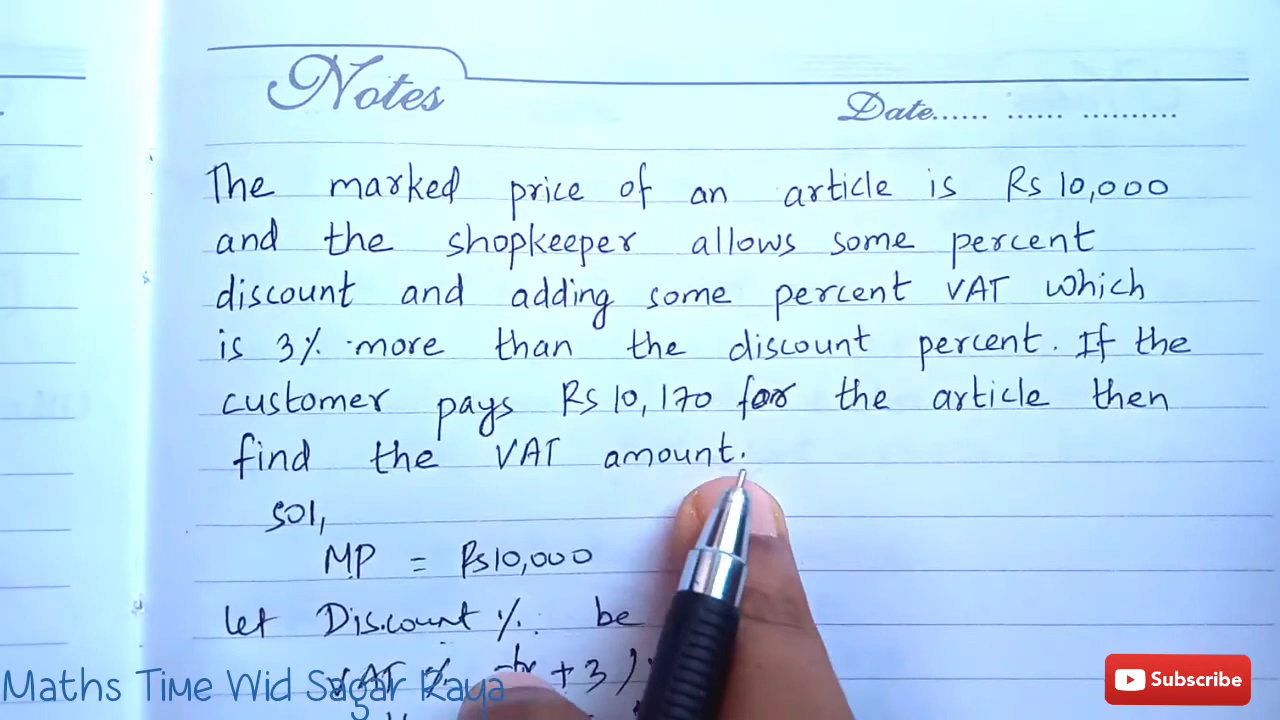 Notes
Date...... ...... ..........
The marked price of an article is Rs 10,000
and the shopkeeper allows some percent
discount and adding some percent VAT which
is 3% more than the discount percent. If the
customer pays Rs 10,170 for the article then
find the VAT amount.
Sol,
MP = Rs 10,000
let Discount % be
VAT % + 3)
Maths Time Wid Sagar Raya
Subscribe